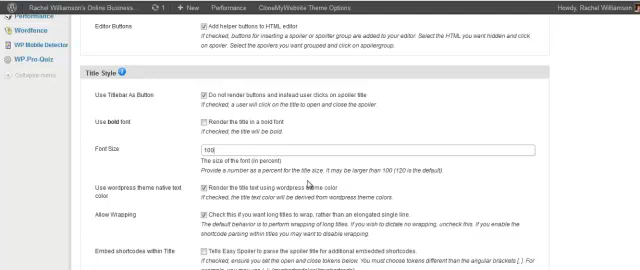 Rachel Williamson's Online Business. 1 + New Performance CloneMyWebsite Theme Options Howdy, Rachel Williamson
Performance
Wordfence
WP Mobile Detector
WP-Pro-Quiz
Collapse menu
Editor Buttons
Add helper buttons to HTML editor
If checked, buttons for inserting a spoiler or spoiler group are added to your editor. Select the HTML you want hidden and click
on spoiler. Select the spoilers you want grouped and click on spoilergroup.
Title Style
Use Titlebar As Button
Do not render buttons and instead user clicks on spoiler title
If checked, a user will click on the title to open and close the spoiler.
Use bold font
Render the title in a bold font
If checked, the title will be bold.
Font Size
100
The size of the font (in percent)
Provide a number as a percent for the title size. It may be larger than 100 (120 is the default).
Use wordpress theme native text
color
Render the title text using wordpress theme color
If checked, the title text color will be derived from wordpress theme colors.
Allow Wrapping
Check this if you want long titles to wrap, rather than an elongated single line.
The default behavior is to perform wrapping of long titles. If you wish to dictate no wrapping, uncheck this. If you enable the
shortcode parsing within titles you may want to disable wrapping.
Embed shortcodes within Title
Tells Easy Spoiler to parse the spoiler title for additional embedded shortcodes.
If checked, ensure you set the open and close tokens below. You must choose tokens different than the angular brackets [, ]. For